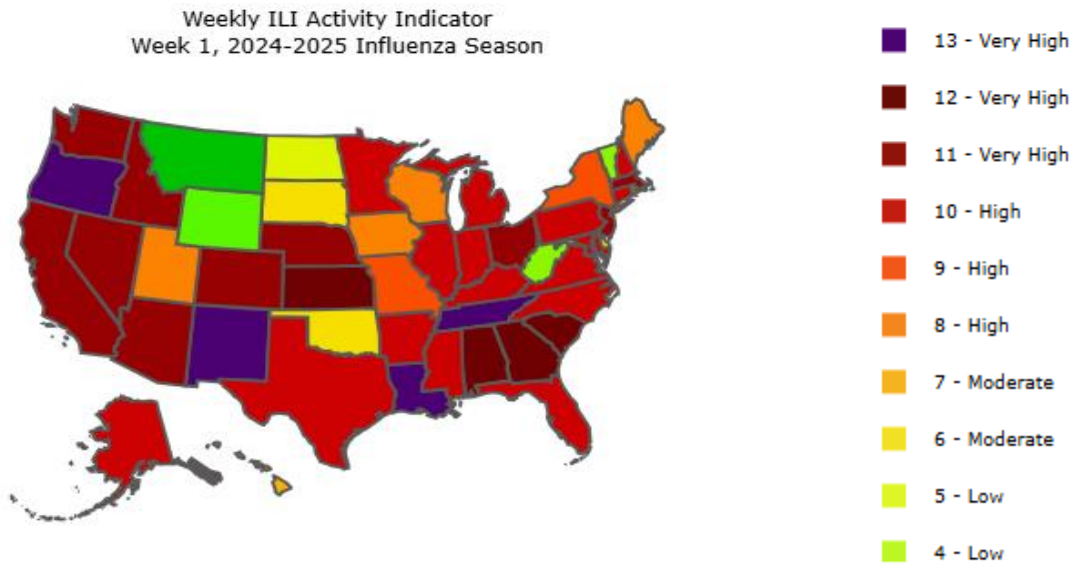 Weekly ILI Activity Indicator
Week 1, 2024-2025 Influenza Season
13 - Very High
12 - Very High
11 - Very High
10 - High
9 - High
8 - High
7 - Moderate
6 - Moderate
5 - Low
4 - Low